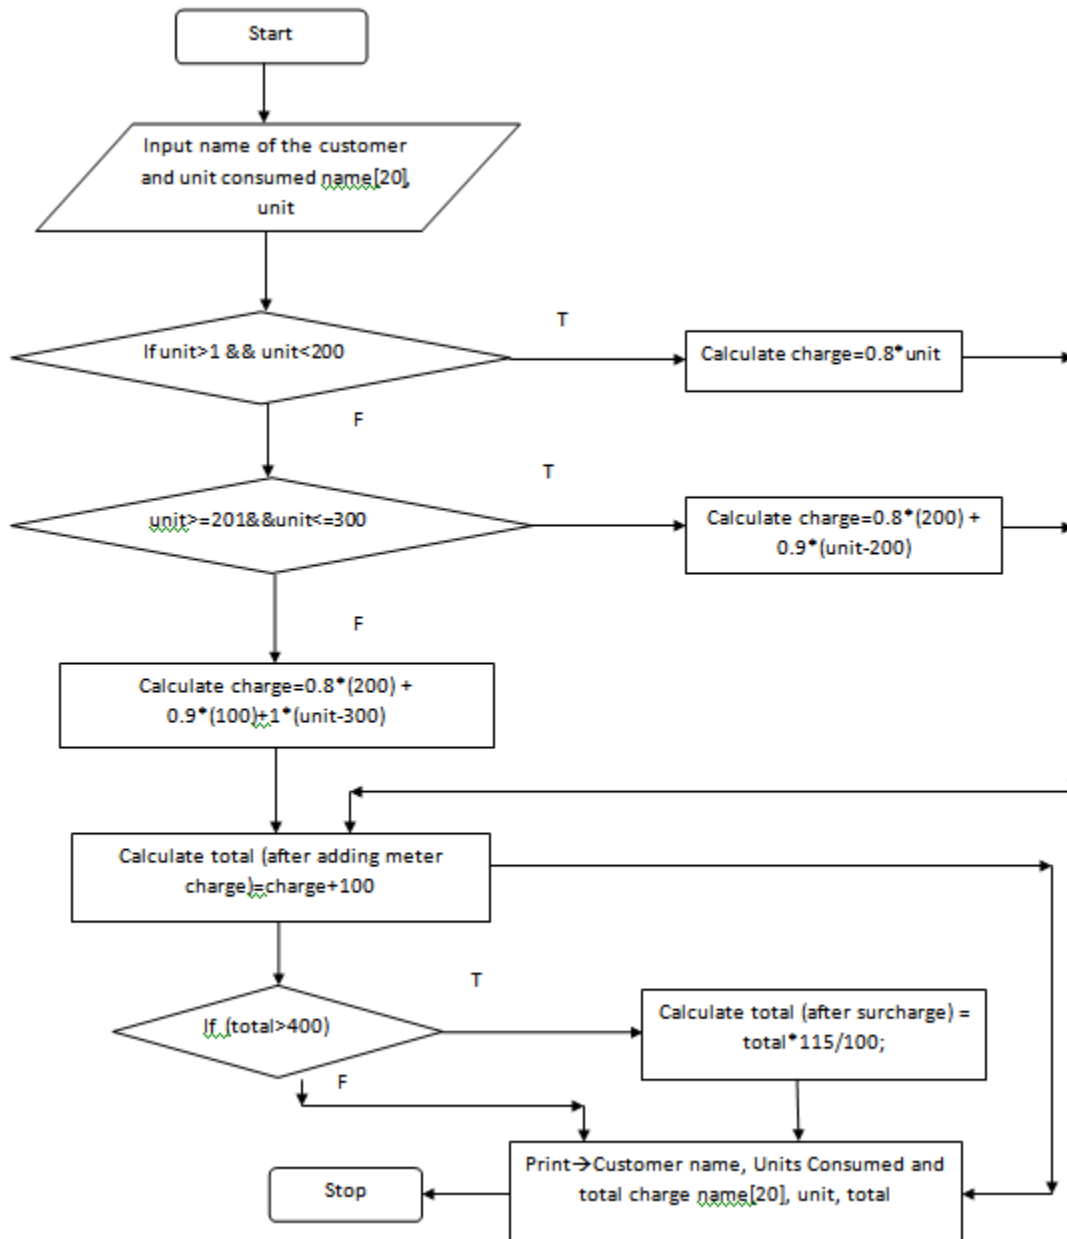 Start
Input name of the customer
and unit consumed name[20],
unit
If unit>1 && unit<200
T
Calculate charge=0.8*unit
F
unit>=201&&unit<=300
T
Calculate charge=0.8*(200) +
0.9*(unit-200)
F
Calculate charge=0.8*(200) +
0.9*(100)+1*(unit-300)
Calculate total (after adding meter
charge)=charge+100
If (total>400)
T
Calculate total (after surcharge) =
total*115/100;
F
Print→Customer name, Units Consumed and
total charge name[20], unit, total
Stop